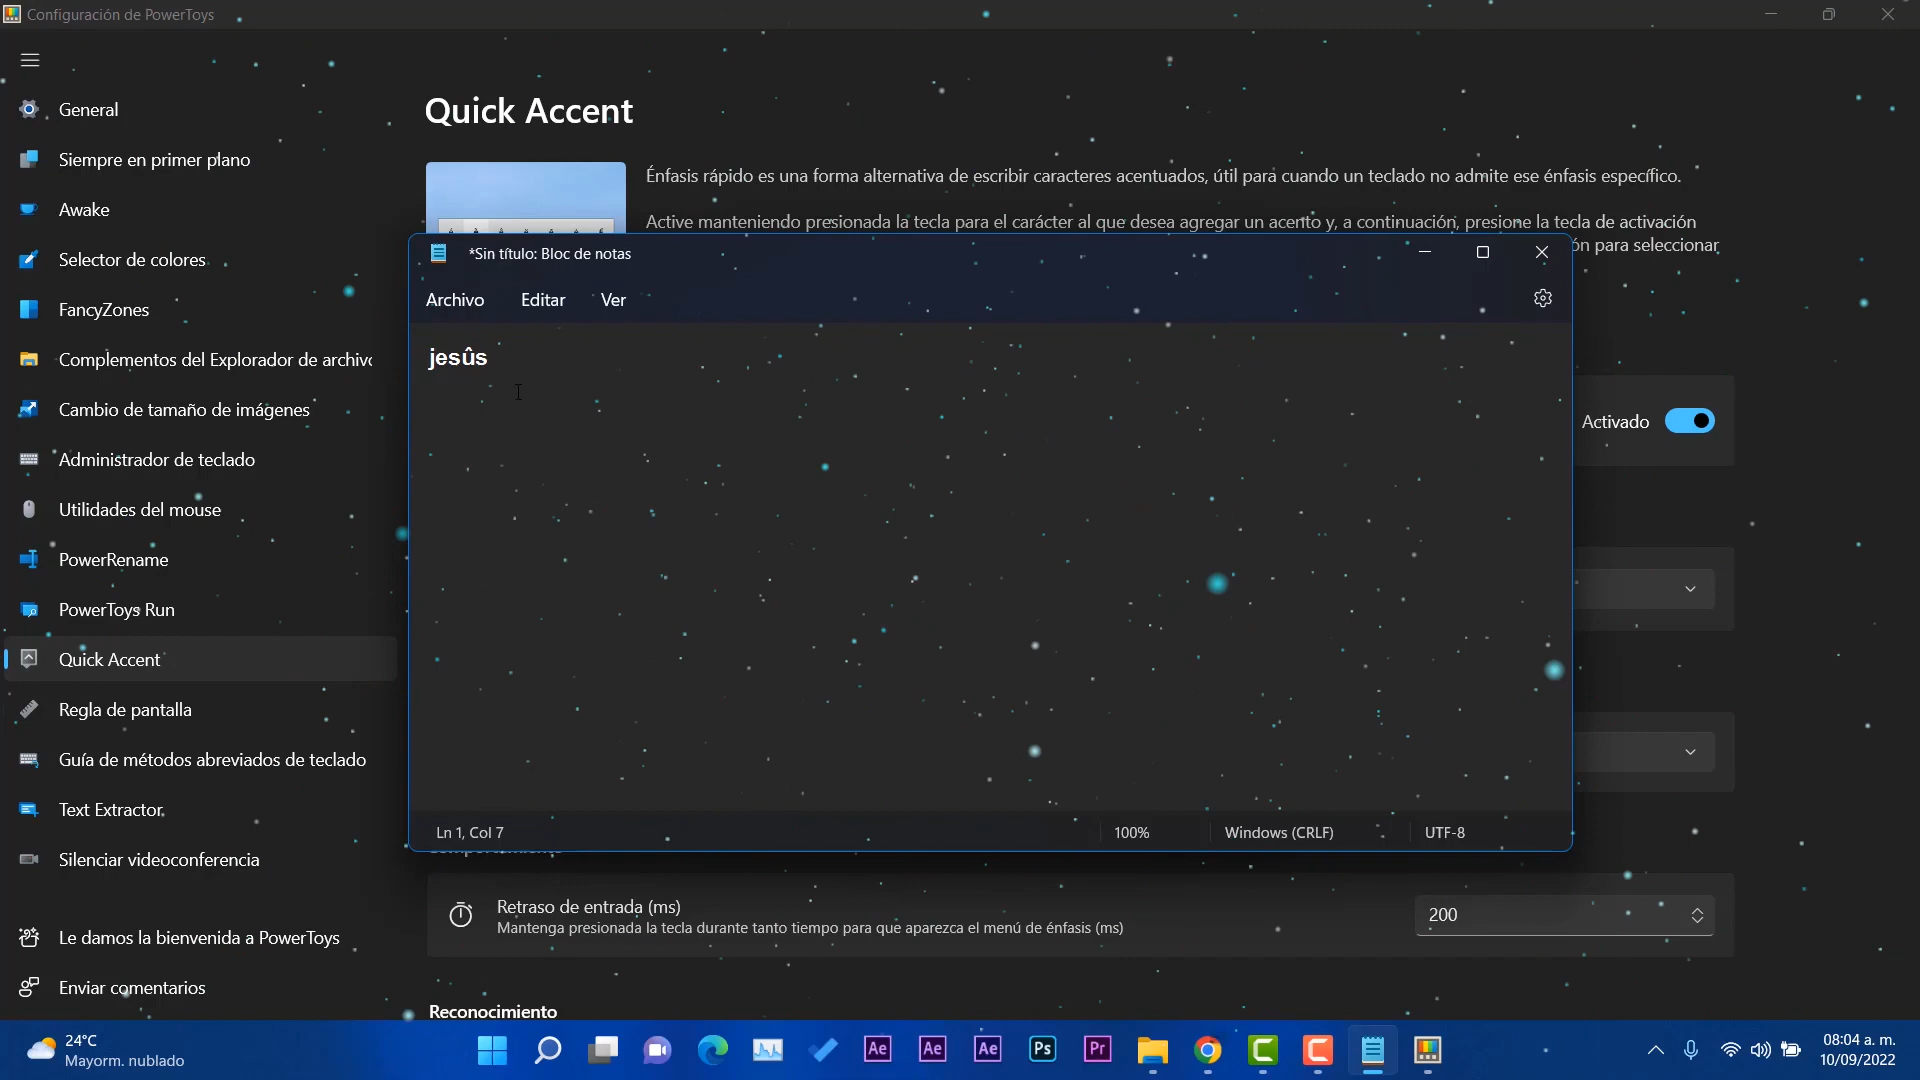 Configuración de PowerToys
General
Siempre en primer plano
Awake
Selector de colores
FancyZones
Complementos del Explorador de archivo
Cambio de tamaño de imágenes
Administrador de teclado
Utilidades del mouse
PowerRename
PowerToys Run
Quick Accent
Regla de pantalla
Guía de métodos abreviados de teclado
Text Extractor
Silenciar videoconferencia
Le damos la bienvenida a PowerToys
Enviar comentarios
Quick Accent
Énfasis rápido es una forma alternativa de escribir caracteres acentuados, útil para cuando un teclado no admite ese énfasis específico.
Active manteniendo presionada la tecla para el carácter al que desea agregar un acento y, a continuación, presione la tecla de activación
ón para seleccionar
*Sin título: Bloc de notas
Archivo Editar Ver
jesûs
Activado
Ln 1, Col 7 100% Windows (CRLF) UTF-8
Retraso de entrada (ms)
Mantenga presionada la tecla durante tanto tiempo para que aparezca el menú de énfasis (ms)
200
Reconocimiento
24°C
Mayorm. nublado
Ae Ae Ae Ps Pr
08:04 a. m.
10/09/2022